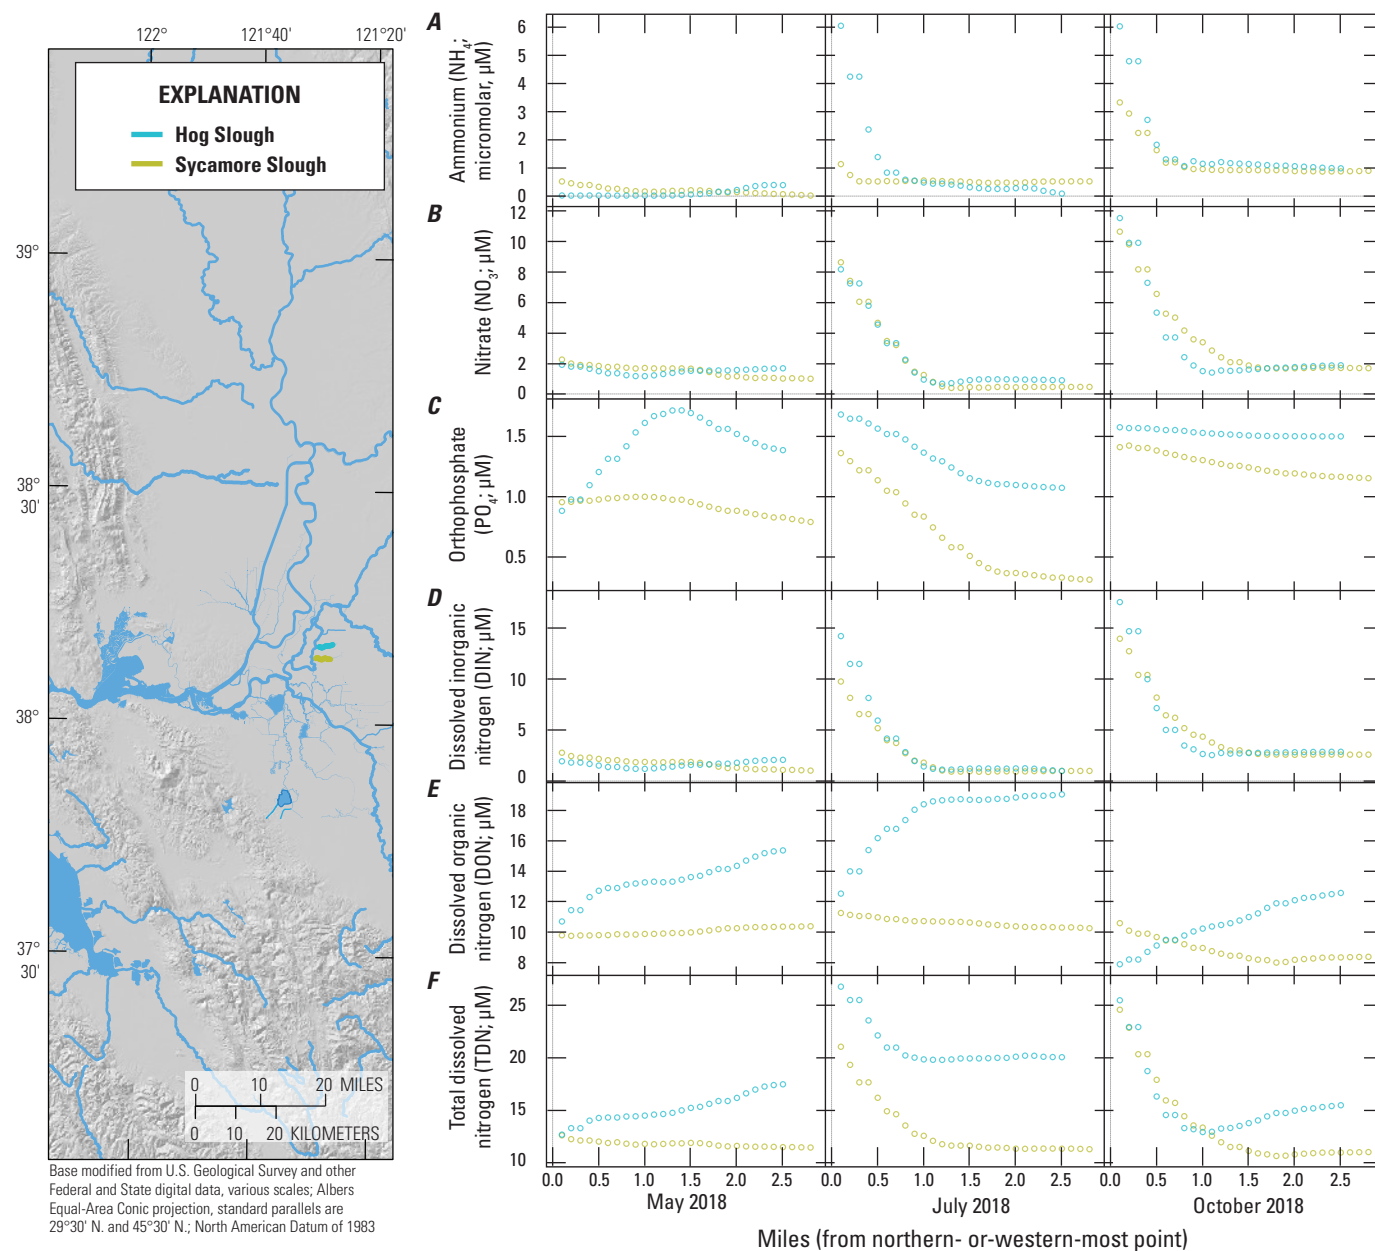 122° 121°40' 121°20'
EXPLANATION
Hog Slough
Sycamore Slough
39°
38°
30'
38°
37°
30'
0 10 20 MILES
0 10 20 KILOMETERS
Base modified from U.S. Geological Survey and other
Federal and State digital data, various scales; Albers
Equal-Area Conic projection, standard parallels are
29°30' N. and 45°30' N.; North American Datum of 1983
A
Ammonium (NH4;
micromolar, µM)
6
5
4
3
2
1
0
B
Nitrate (NO3; µM)
12
10
8
6
4
2
0
C
Orthophosphate
(PO4; µM)
1.5
1.0
0.5
D
Dissolved inorganic
nitrogen (DIN; µM)
15
10
5
0
E
Dissolved organic
nitrogen (DON; µM)
18
16
14
12
10
8
F
Total dissolved
nitrogen (TDN; µM)
25
20
15
10
0.0 0.5 1.0 1.5 2.0 2.5 0.0 0.5 1.0 1.5 2.0 2.5 0.0 0.5 1.0 1.5 2.0 2.5
May 2018 July 2018 October 2018
Miles (from northern- or-western-most point)